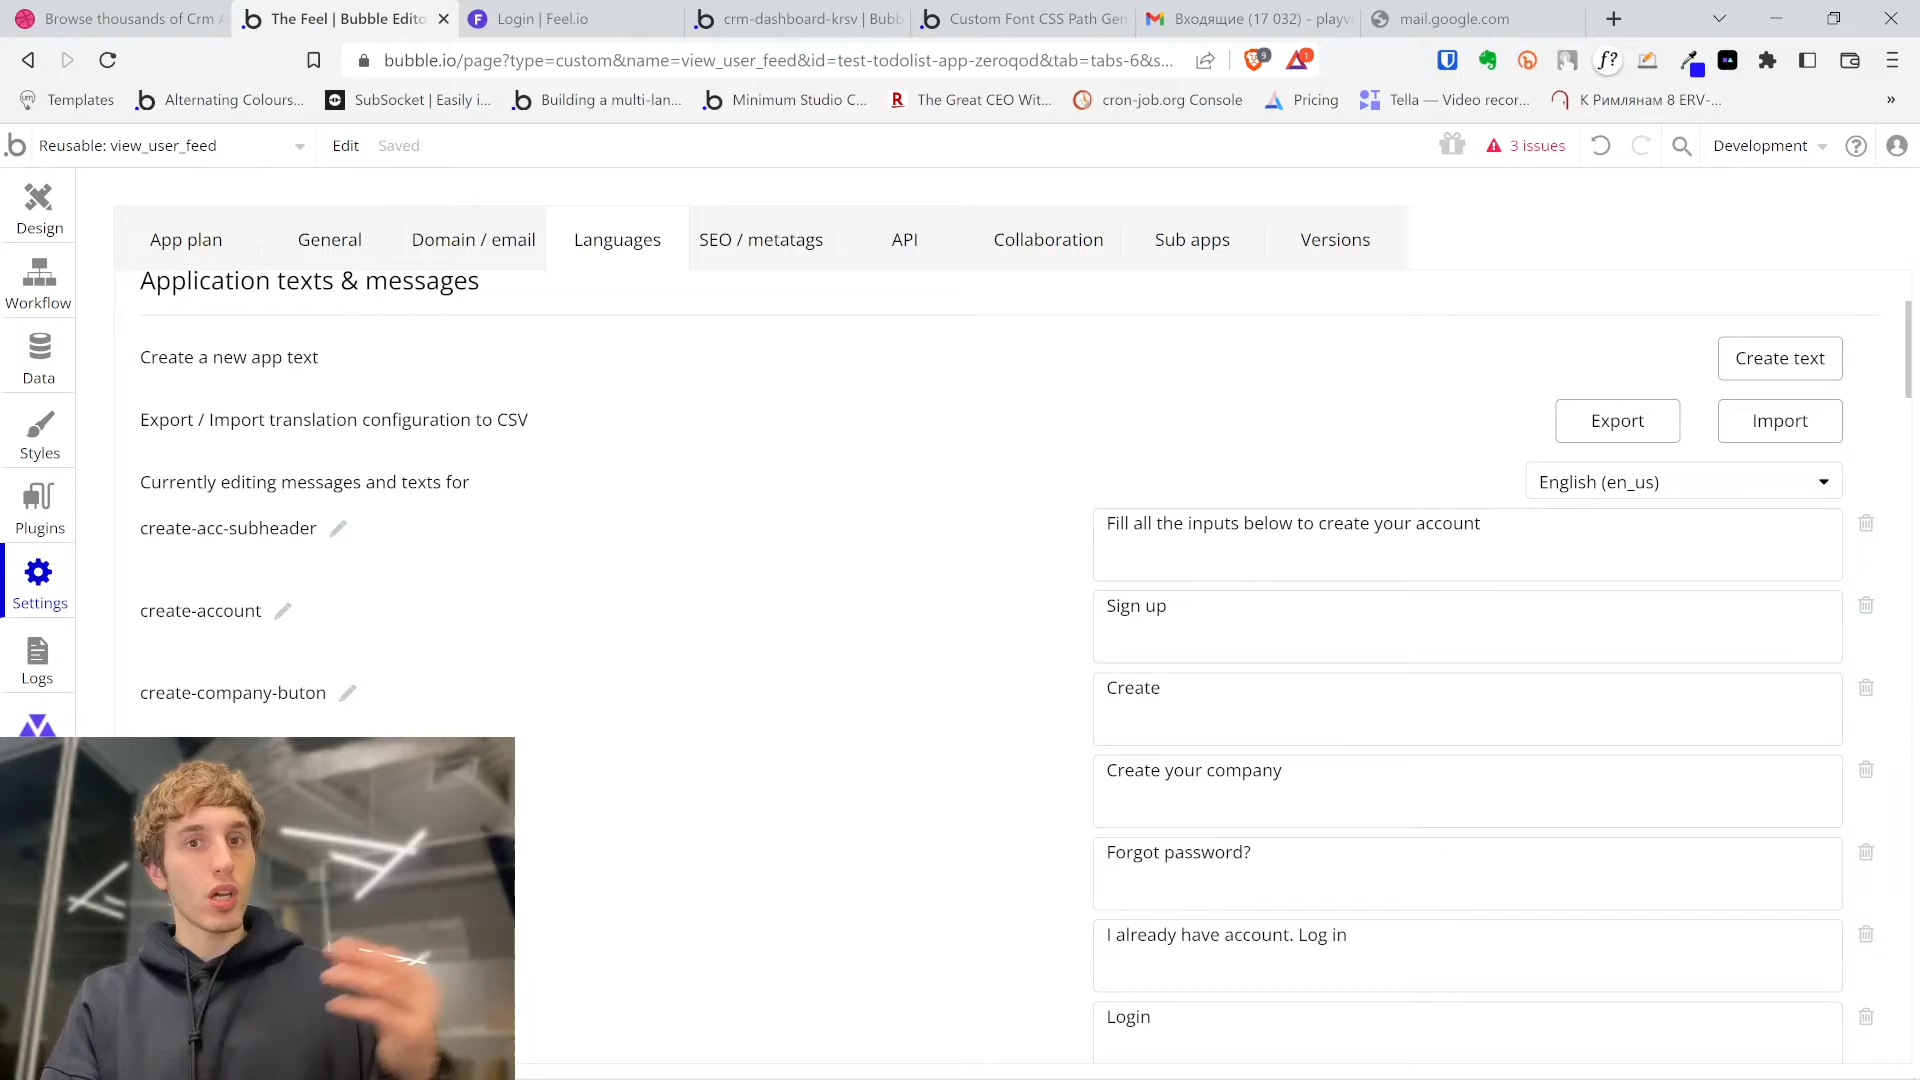 Browse thousands of Crm
The Feel | Bubble Edito
Login | Feel.io
crm-dashboard-krsv | Bubb
Custom Font CSS Path Gen
Входящие (17 032) - playv
mail.google.com
bubble.io/page?type=custom&name=view_user_feed&id=test-todolist-app-zeroqod&tab=tabs-6&s...
9
1
f?
Templates
Alternating Colours...
SubSocket | Easily i...
Building a multi-lan...
Minimum Studio C...
The Great CEO Wit...
cron-job.org Console
Pricing
Tella — Video recor...
К Римлянам 8 ERV-...
»
Reusable: view_user_feed
Edit
Saved
3 issues
Development
Design
Workflow
Data
Styles
Plugins
Settings
Logs
App plan
General
Domain / email
Languages
SEO / metatags
API
Collaboration
Sub apps
Versions
Application texts & messages
Create a new app text
Create text
Export / Import translation configuration to CSV
Export
Import
Currently editing messages and texts for
English (en_us)
create-acc-subheader
Fill all the inputs below to create your account
create-account
Sign up
create-company-buton
Create
Create your company
Forgot password?
I already have account. Log in
Login